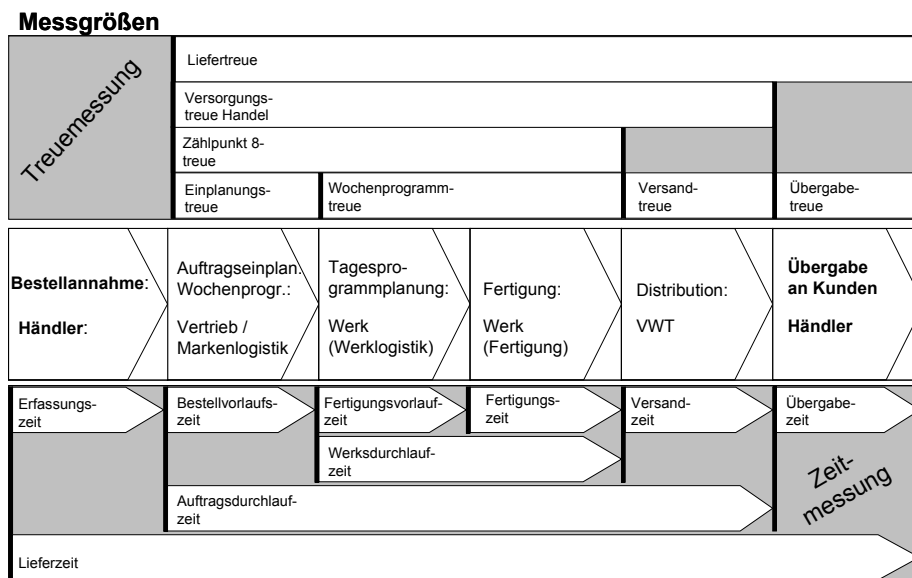 Messgrößen
Treuemessung
Liefertreue
Versorgungs-
treue Handel
Zählpunkt 8-
treue
Einplanungs-
treue
Wochenprogramm-
treue
Versand-
treue
Übergabe-
treue
Bestellannahme:
Händler:
Auftragseinplan.
Wochenprogr.:
Vertrieb /
Markenlogistik
Tagespro-
grammplanung:
Werk
(Werklogistik)
Fertigung:
Werk
(Fertigung)
Distribution:
VWT
Übergabe
an Kunden
Händler
Erfassungs-
zeit
Bestellvorlaufs-
zeit
Fertigungsvorlauf-
zeit
Fertigungs-
zeit
Versand-
zeit
Übergabe-
zeit
Werksdurchlauf-
zeit
Auftragsdurchlauf-
zeit
Zeit-
messung
Lieferzeit